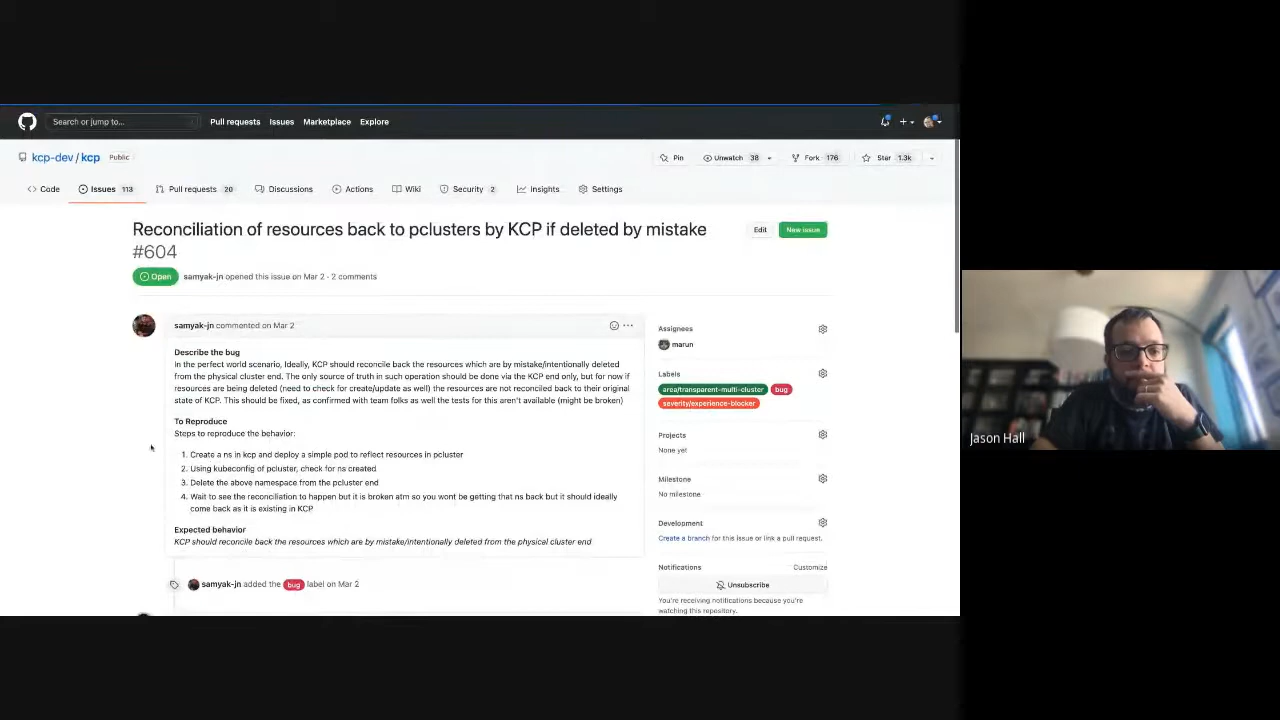 Search or jump to...
Pull requests
Issues
Marketplace
Explore
kcp-dev / kcp
Public
Pin
Unwatch 38
Fork 176
Star 1.3k
Code
Issues 113
Pull requests 20
Discussions
Actions
Wiki
Security 2
Insights
Settings
Reconciliation of resources back to pclusters by KCP if deleted by mistake
#604
Edit
New issue
Open
samyak-jn opened this issue on Mar 2 · 2 comments
samyak-jn commented on Mar 2
Describe the bug
In the perfect world scenario, Ideally, KCP should reconcile back the resources which are by mistake/intentionally deleted
from the physical cluster end. The only source of truth in such operation should be done via the KCP end only, but for now if
resources are being deleted (need to check for create/update as well) the resources are not reconciled back to their original
state of KCP. This should be fixed, as confirmed with team folks as well the tests for this aren't available (might be broken)
To Reproduce
Steps to reproduce the behavior:
1. Create a ns in kcp and deploy a simple pod to reflect resources in pcluster
2. Using kubeconfig of pcluster, check for ns created
3. Delete the above namespace from the pcluster end
4. Wait to see the reconciliation to happen but it is broken atm so you wont be getting that ns back but it should ideally
come back as it is existing in KCP
Expected behavior
KCP should reconcile back the resources which are by mistake/intentionally deleted from the physical cluster end
samyak-jn added the bug label on Mar 2
Assignees
marun
Labels
area/transparent-multi-cluster
bug
severity/experience-blocker
Projects
None yet
Milestone
No milestone
Development
Create a branch for this issue or link a pull request.
Notifications
Customize
Unsubscribe
You're receiving notifications because you're
watching this repository.
Jason Hall